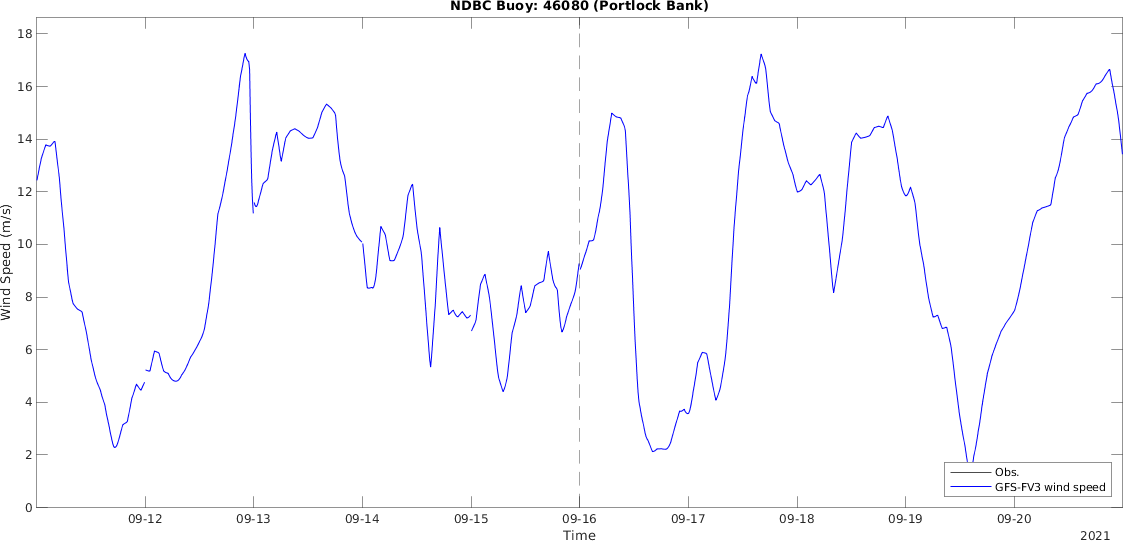 NDBC Buoy: 46080 (Portlock Bank)
18
16
14
12
10
8
6
4
2
0
Wind Speed (m/s)
Obs.
GFS-FV3 wind speed
09-12 09-13 09-14 09-15 09-16 09-17 09-18 09-19 09-20
Time
2021